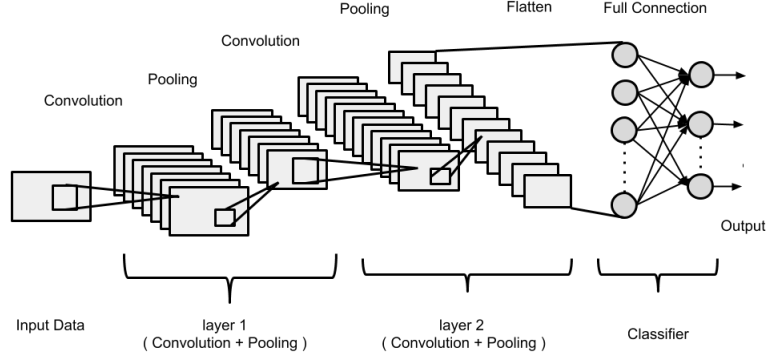 Pooling
Flatten
Full Connection
Convolution
Pooling
Convolution
Output
Input Data
layer 1
( Convolution + Pooling )
layer 2
( Convolution + Pooling )
Classifier